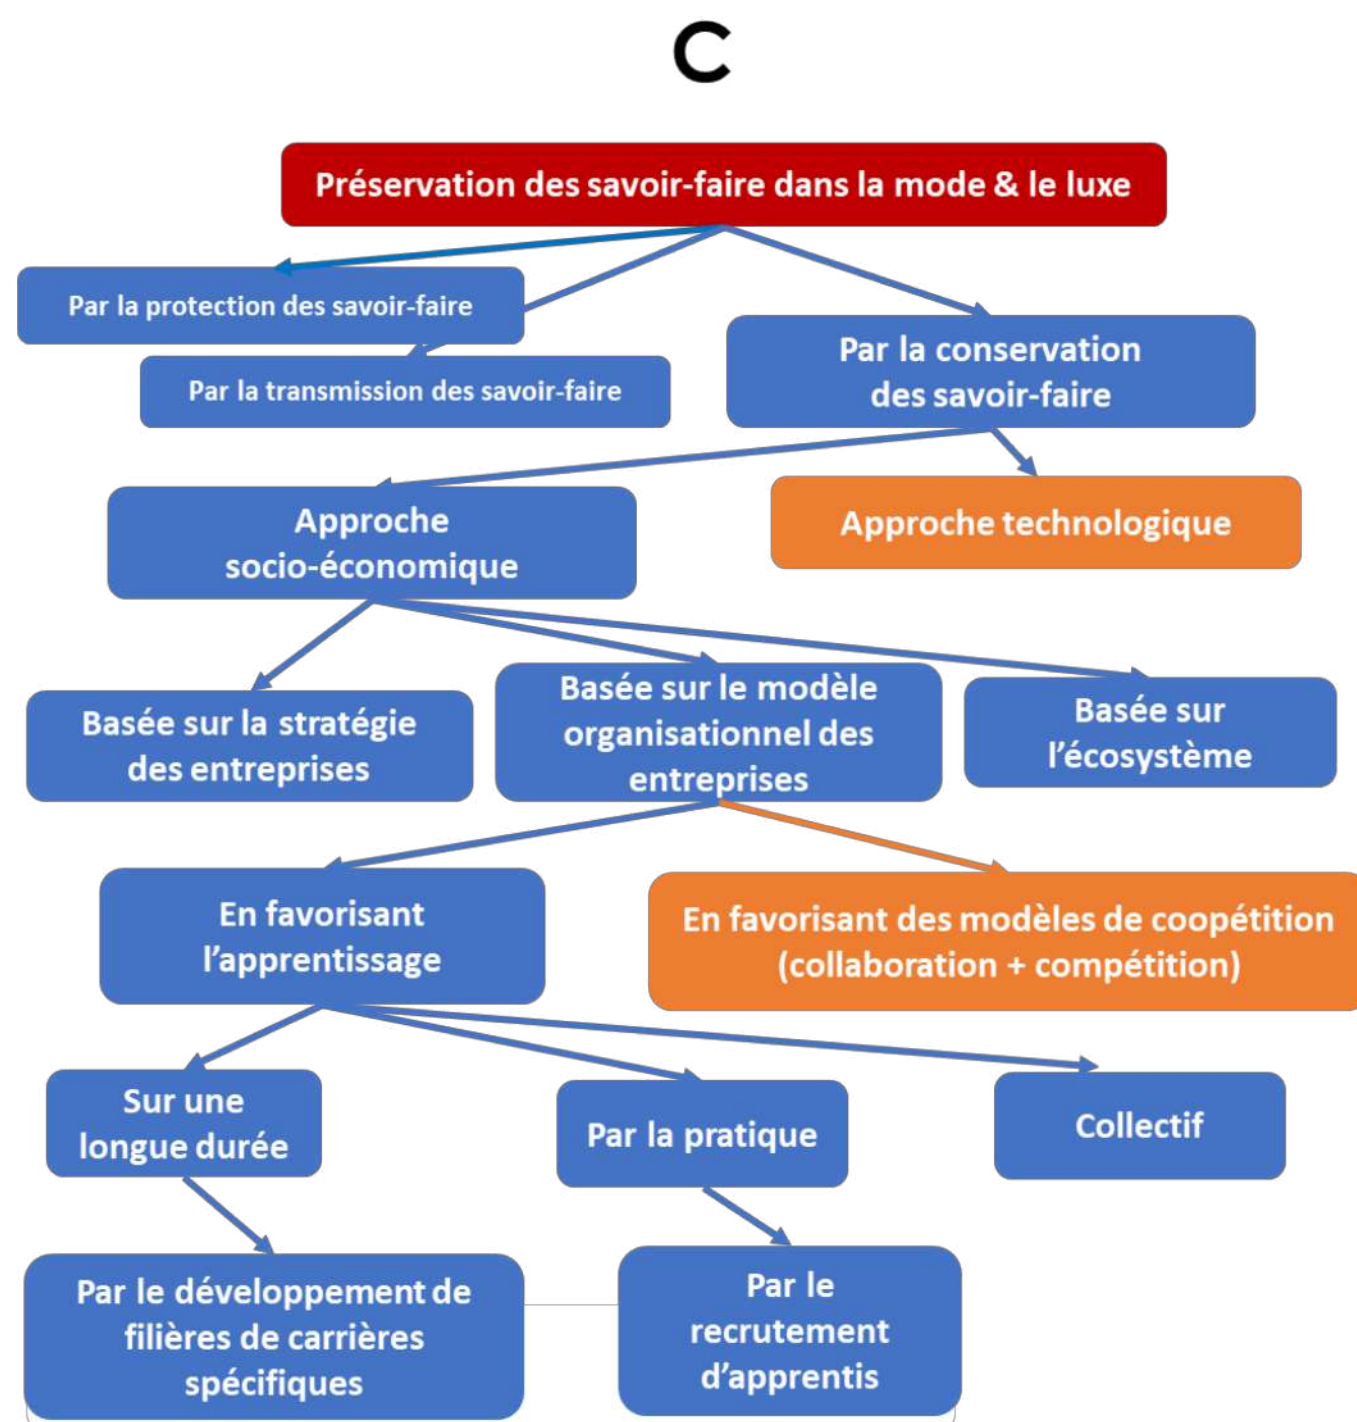 C
Préservation des savoir-faire dans la mode & le luxe
Par la protection des savoir-faire
Par la transmission des savoir-faire
Par la conservation
des savoir-faire
Approche
socio-économique
Approche technologique
Basée sur la stratégie
des entreprises
Basée sur le modèle
organisationnel des
entreprises
Basée sur
l'écosystème
En favorisant
l'apprentissage
En favorisant des modèles de coopétition
(collaboration + compétition)
Sur une
longue durée
Par la pratique
Collectif
Par le développement de
filières de carrières
spécifiques
Par le
recrutement
d'apprentis